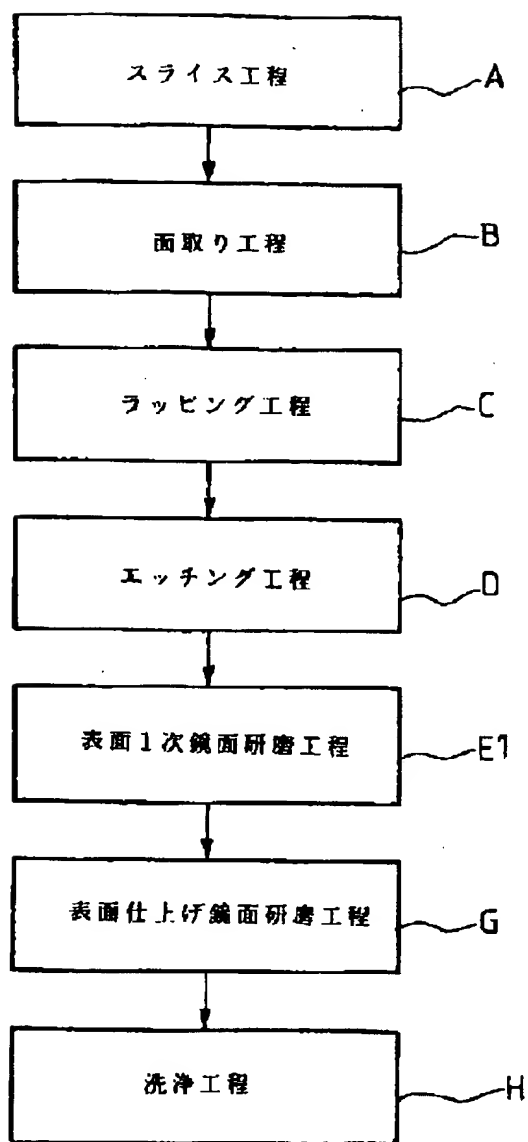 スライス工程
A
面取り工程
B
ラッピング工程
C
エッチング工程
D
表面1次鏡面研磨工程
E1
表面仕上げ鏡面研磨工程
G
洗浄工程
H